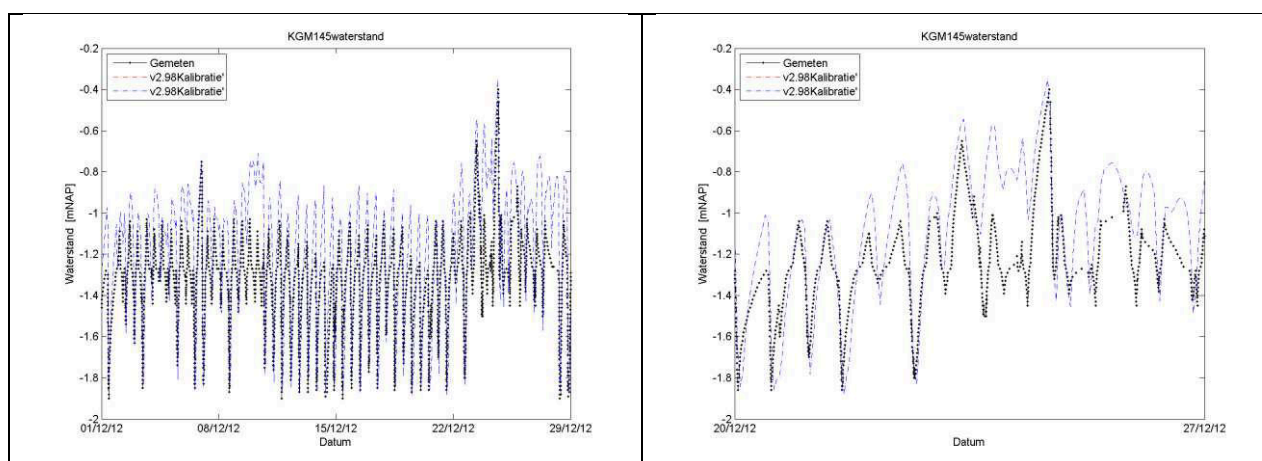 KGM145waterstand
-0.2
Gemeten
v2.98Kalibratie'
v2.98Kalibratie'
-0.4
-0.6
-0.8
-1
-1.2
-1.4
-1.6
-1.8
-2
Waterstand [mNAP]
01/12/12 08/12/12 15/12/12 22/12/12 29/12/12
Datum
KGM145waterstand
-0.2
Gemeten
v2.98Kalibratie'
v2.98Kalibratie'
-0.4
-0.6
-0.8
-1
-1.2
-1.4
-1.6
-1.8
-2
Waterstand [mNAP]
20/12/12 27/12/12
Datum